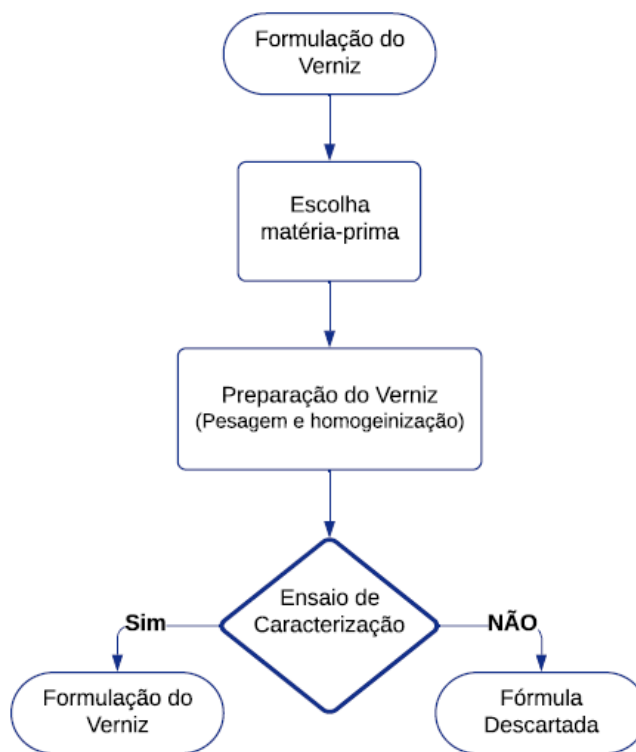 Formulação do
Verniz
Escolha
matéria-prima
Preparação do Verniz
(Pesagem e homogeinização)
Ensaio de
Caracterização
Sim
NÃO
Formulação do
Verniz
Fórmula
Descartada